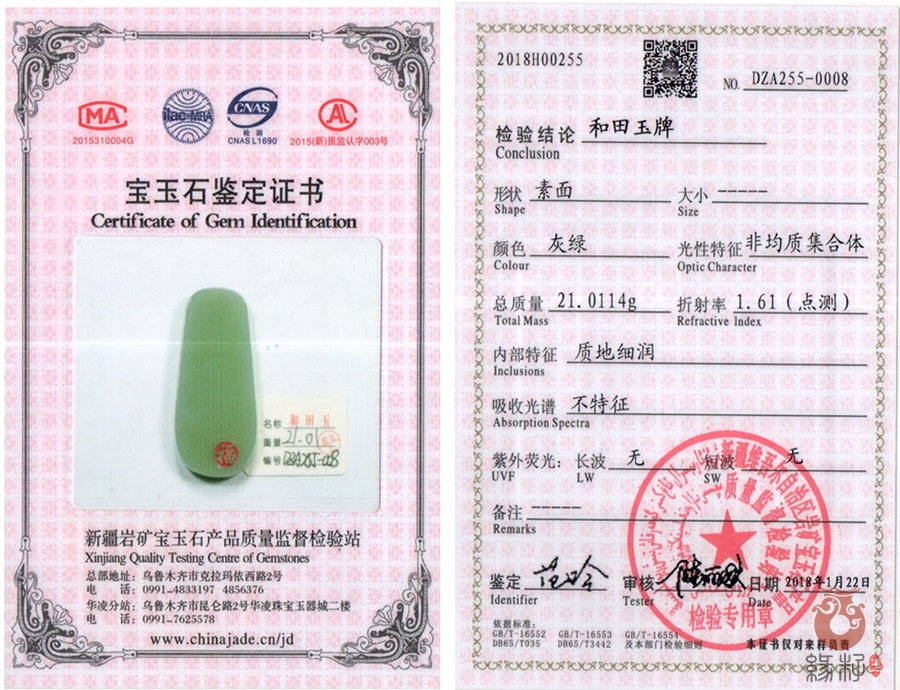 MA
2015310004G
ilac-MRA
CNAS
检 测
CNAS L1690
AL
2015(新)质监认字003号
宝玉石鉴定证书
Certificate of Gem Identification
名称 和田玉
重量 21.01
编号
福
新疆岩矿宝玉石产品质量监督检验站
Xinjiang Quality Testing Centre of Gemstones
总部地址: 乌鲁木齐市克拉玛依西路2号
电 话: 0991-4833197 4856376
华凌分站: 乌鲁木齐市昆仑路2号华凌珠宝玉器城二楼
电 话: 0991-7625578
www.chinajade.cn/jd
2018H00255
NO. DZA255-0008
检验结论 和田玉牌
Conclusion
形状 素面 大小 -----
Shape Size
颜色 灰绿 光性特征 非均质集合体
Colour Optic Character
总质量 21.0114g 折射率 1.61(点测)
Total Mass Refractive Index
内部特征 质地细润
Inclusions
吸收光谱 不特征
Absorption Spectra
紫外荧光: 长波 无 短波 无
UVF LW SW
备注 -----
Remarks
鉴定 审核 日期 2018年1月22日
Identifier Tester Date
检验专用章
依据标准:
GB/T-16552 GB/T-16553 GB/T-16554
DB65/T035 DB65/T3442 及本部门检验细则
本证书仅对来样负责